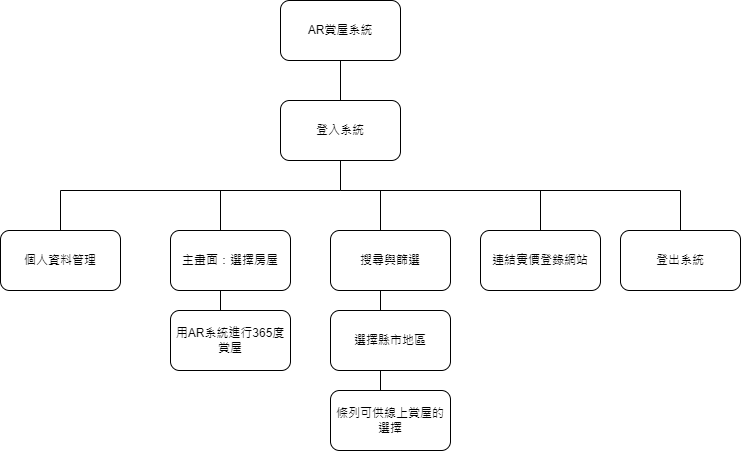 AR賞屋系統
登入系統
個人資料管理
主畫面：選擇房屋
搜尋與篩選
連結實價登錄網站
登出系統
用AR系統進行365度
賞屋
選擇縣市地區
條列可供線上賞屋的
選擇